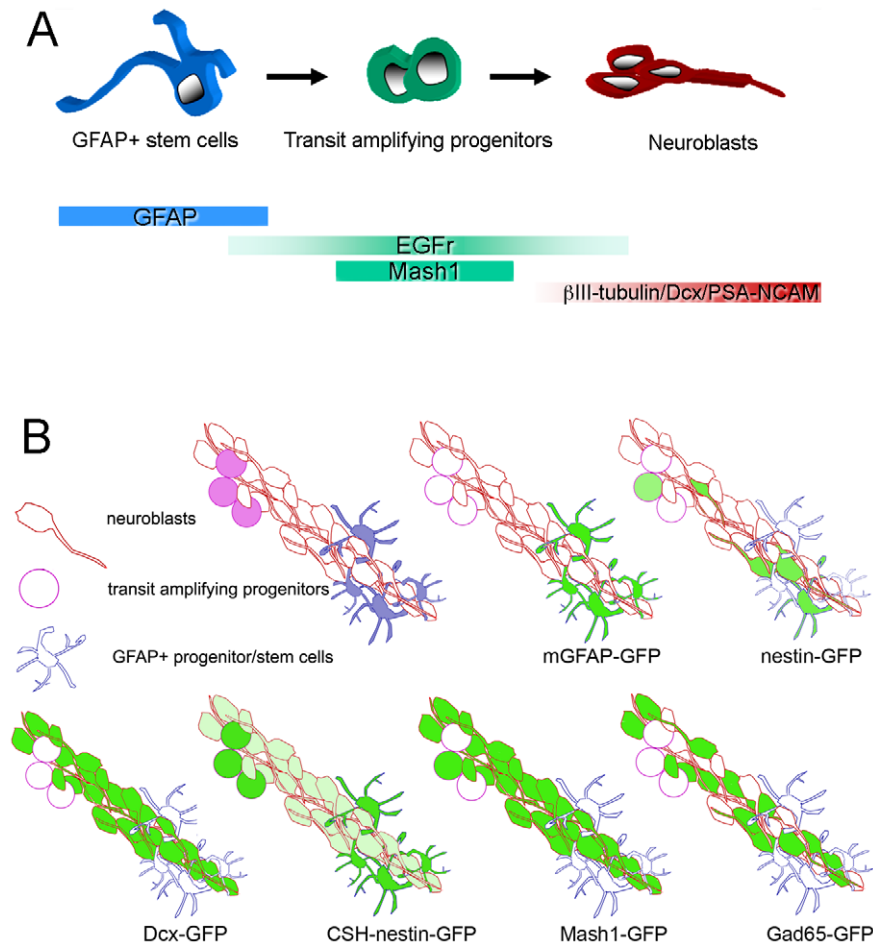 A
GFAP+ stem cells
Transit amplifying progenitors
Neuroblasts
GFAP
EGFr
Mash1
βIII-tubulin/Dcx/PSA-NCAM
B
neuroblasts
transit amplifying progenitors
GFAP+ progenitor/stem cells
mGFAP-GFP
nestin-GFP
Dcx-GFP
CSH-nestin-GFP
Mash1-GFP
Gad65-GFP